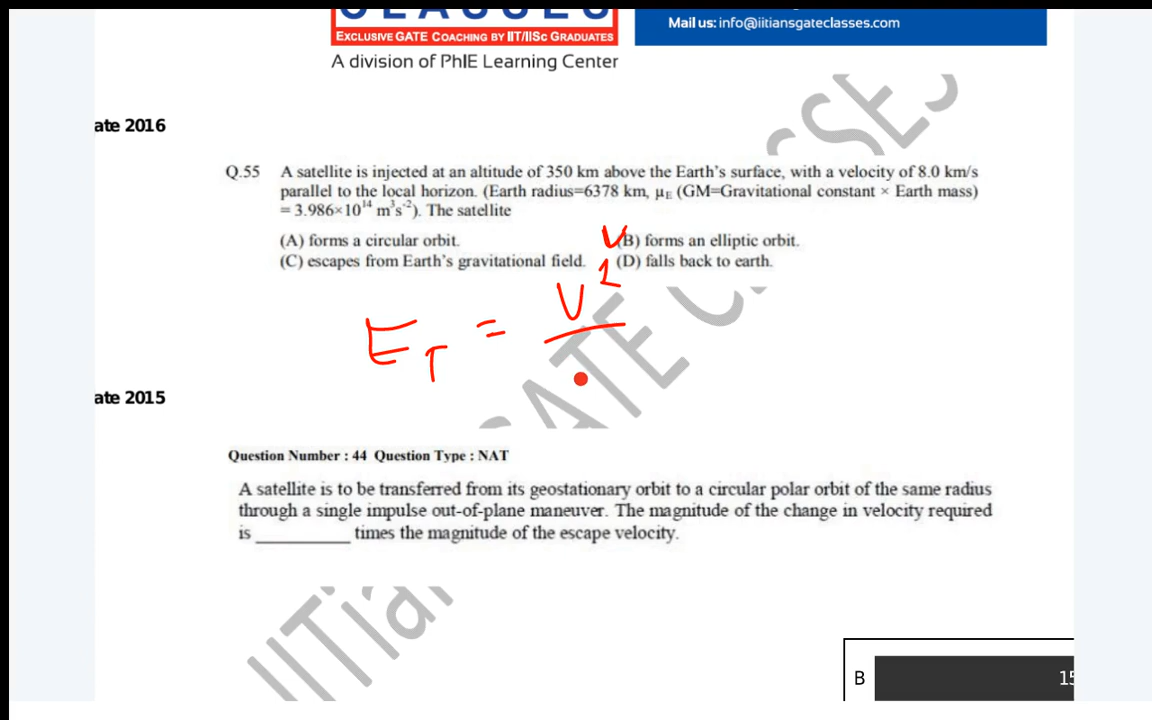 EXCLUSIVE GATE COACHING BY IIT/IISc GRADUATES
Mail us: info@iitiansgateclasses.com
A division of PhIE Learning Center
ate 2016
Q.55 A satellite is injected at an altitude of 350 km above the Earth's surface, with a velocity of 8.0 km/s
parallel to the local horizon. (Earth radius=6378 km, μE (GM=Gravitational constant × Earth mass)
= 3.986×10¹⁴ m³s⁻²). The satellite
(A) forms a circular orbit. (B) forms an elliptic orbit.
(C) escapes from Earth's gravitational field. (D) falls back to earth.
E_T = V²
ate 2015
Question Number : 44 Question Type : NAT
A satellite is to be transferred from its geostationary orbit to a circular polar orbit of the same radius
through a single impulse out-of-plane maneuver. The magnitude of the change in velocity required
is __________ times the magnitude of the escape velocity.
B 15